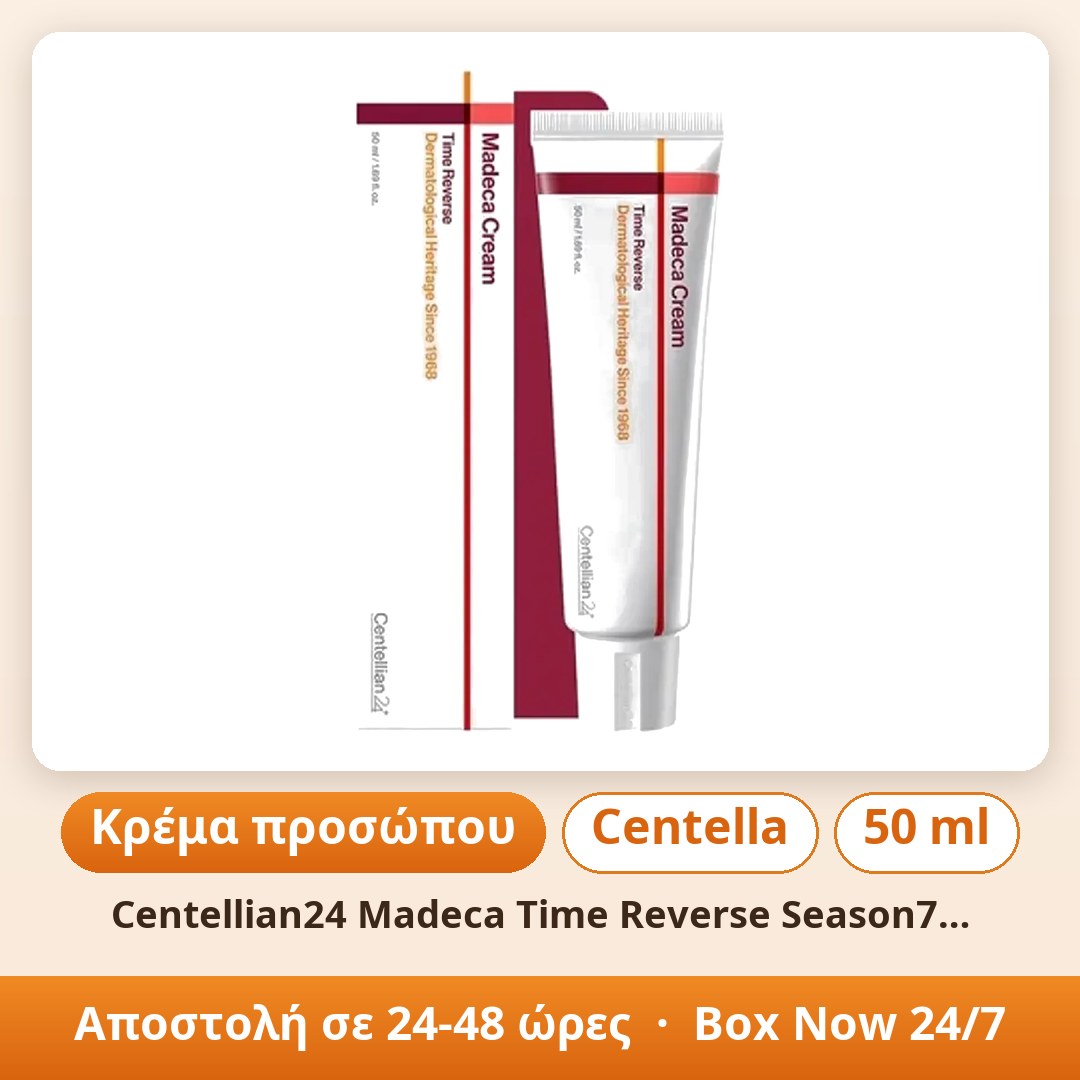 Madeca Cream
Time Reverse
Dermatological Heritage Since 1968
50 ml / 1.69 fl. oz.
Centellian24
Madeca Cream
Time Reverse
Dermatological Heritage Since 1968
50 ml / 1.69 fl. oz.
Centellian24
Κρέμα προσώπου
Centella
50 ml
Centellian24 Madeca Time Reverse Season7...
Αποστολή σε 24-48 ώρες · Box Now 24/7